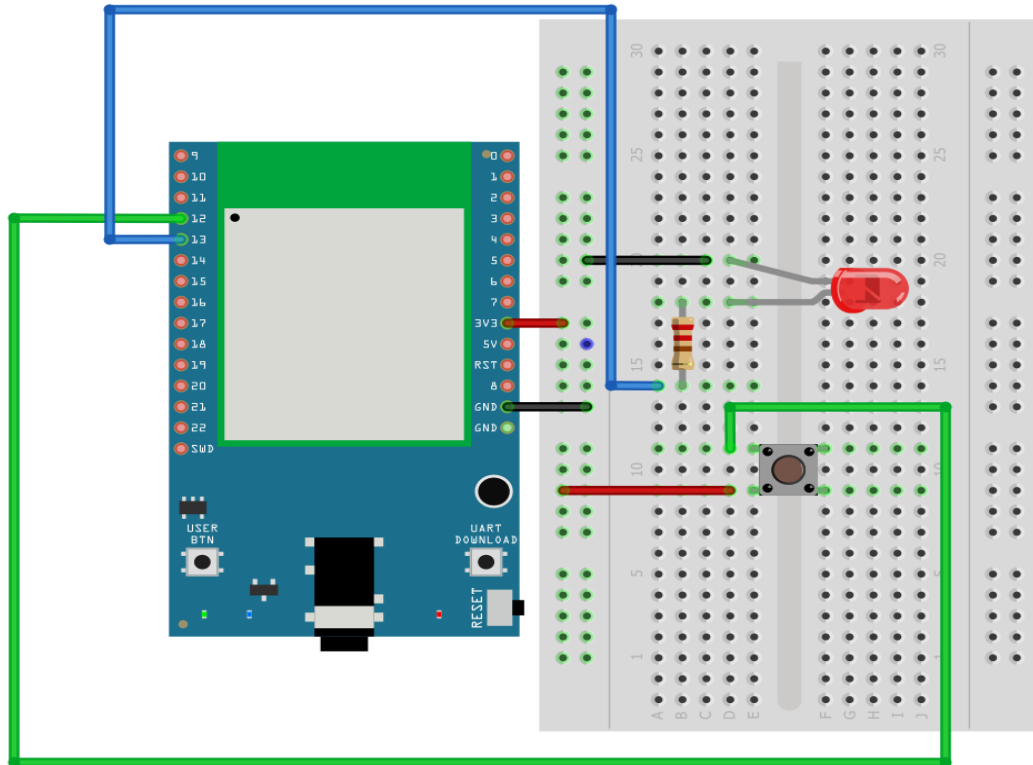 30 30
25 25
20 20
15 15
10 10
5 5
1 1
A B C D E F G H I J
9 0
10 1
11 2
12 3
13 4
14 5
15 6
16 7
17 3V3
18 5V
19 RST
20 8
21 GND
22 GND
SWD
USER
BTN
UART
DOWNLOAD
RESET